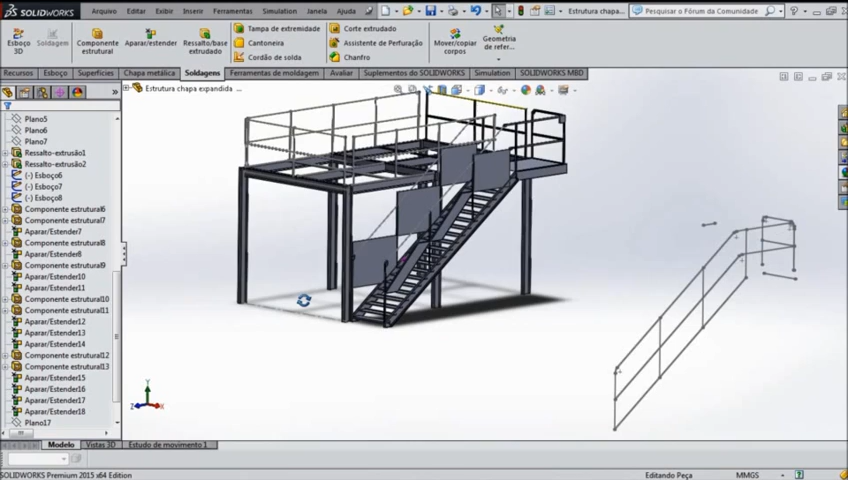 SOLIDWORKS
Arquivo Editar Exibir Inserir Ferramentas Simulation Janela Ajuda
Estrutura chapa...
Pesquisar o Fórum da Comunidade
Esboço 3D
Soldagem
Componente estrutural
Aparar/estender
Ressalto/base extrudado
Tampa de extremidade
Cantoneira
Cordão de solda
Corte extrudado
Assistente de Perfuração
Chanfro
Mover/copiar corpos
Geometria de refer...
Recursos Esboço Superfícies Chapa metálica Soldagens Ferramentas de moldagem Avaliar Suplementos do SOLIDWORKS Simulation SOLIDWORKS MBD
Estrutura chapa expandida ...
Plano5
Plano6
Plano7
Ressalto-extrusão1
Ressalto-extrusão2
(-) Esboço6
(-) Esboço7
(-) Esboço8
Componente estrutural6
Componente estrutural7
Aparar/Estender7
Componente estrutural8
Aparar/Estender8
Componente estrutural9
Aparar/Estender10
Aparar/Estender11
Componente estrutural10
Componente estrutural11
Aparar/Estender12
Aparar/Estender13
Aparar/Estender14
Componente estrutural12
Componente estrutural13
Aparar/Estender15
Aparar/Estender16
Aparar/Estender17
Aparar/Estender18
Plano17
Y
Z X
Modelo Vistas 3D Estudo de movimento 1
SOLIDWORKS Premium 2015 x64 Edition
Editando Peça
MMGS